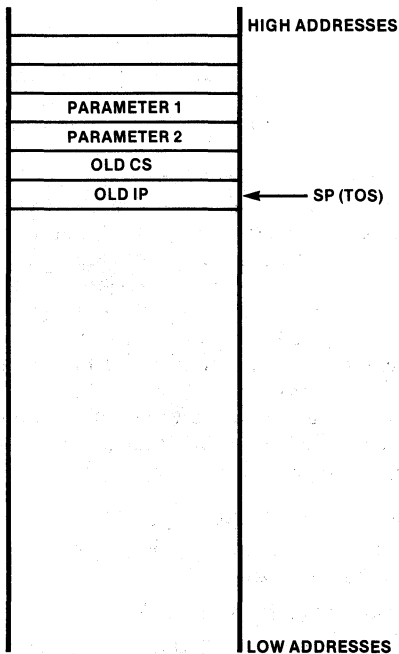 HIGH ADDRESSES
PARAMETER 1
PARAMETER 2
OLD CS
OLD IP
SP (TOS)
LOW ADDRESSES